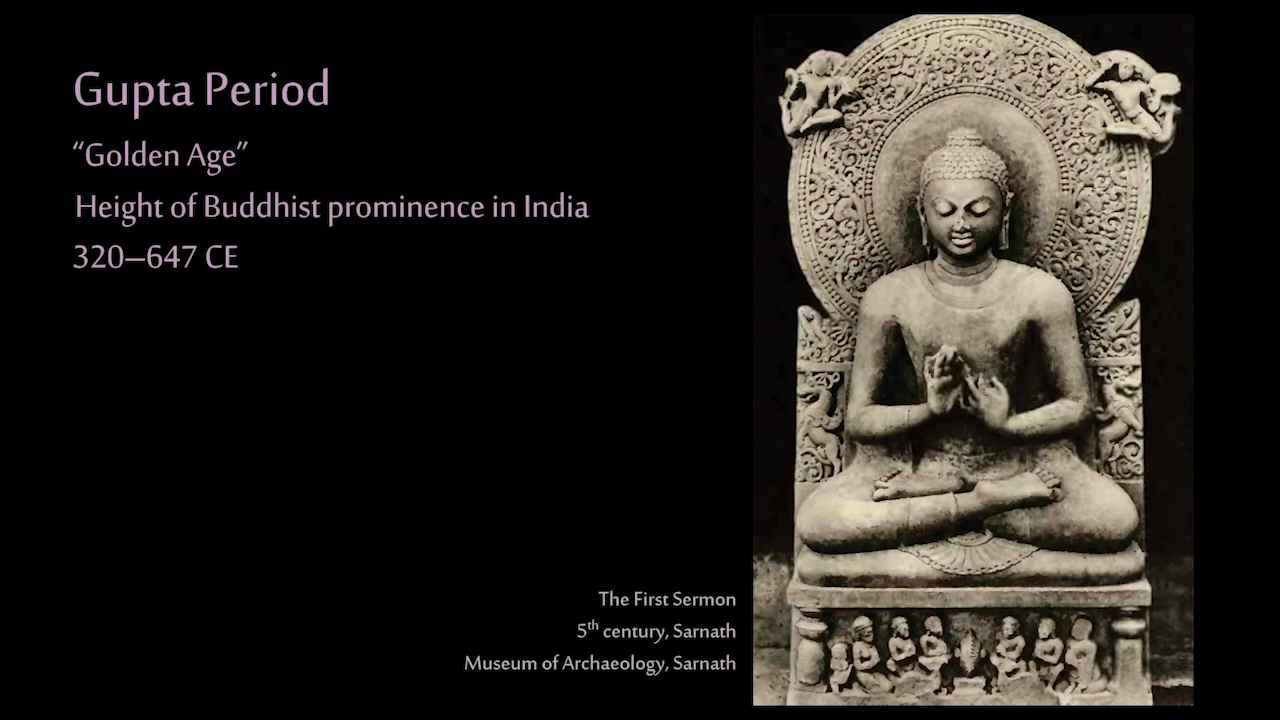 Gupta Period
“Golden Age”
Height of Buddhist prominence in India
320–647 CE
The First Sermon
5th century, Sarnath
Museum of Archaeology, Sarnath